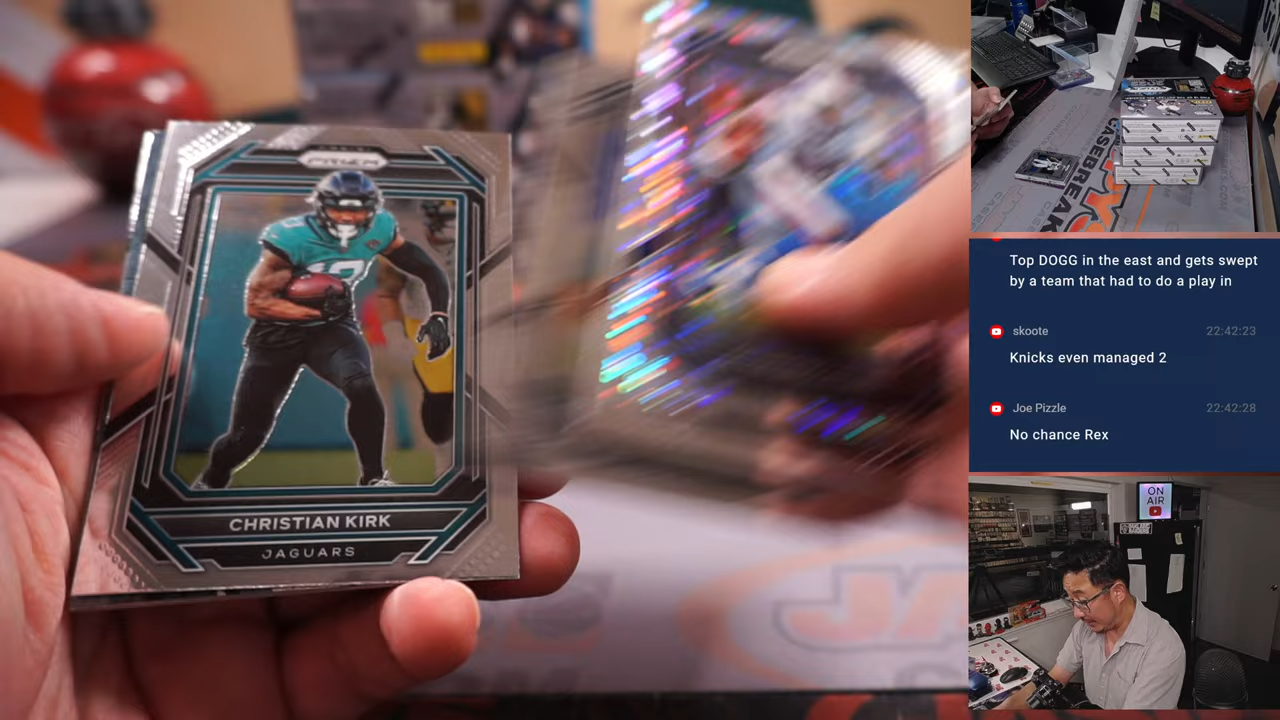 PRIZM
CHRISTIAN KIRK
JAGUARS
CASEBREAK
Top DOGG in the east and gets swept
by a team that had to do a play in
skoote 22:42:23
Knicks even managed 2
Joe Pizzle 22:42:28
No chance Rex
ON
AIR